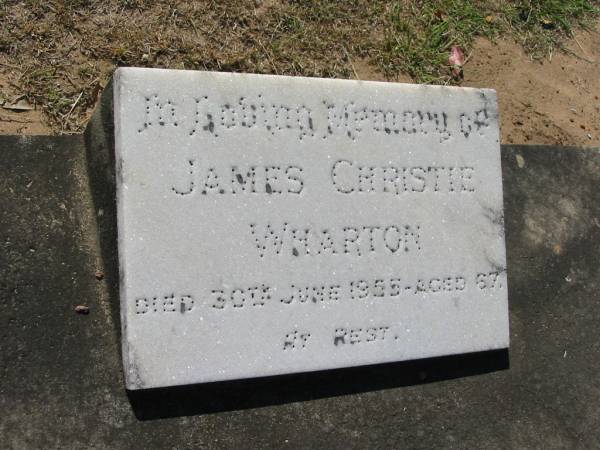 In Loving Memory of
JAMES CHRISTIE
WHARTON
DIED 30TH JUNE 1955-AGED 67.
AT REST.